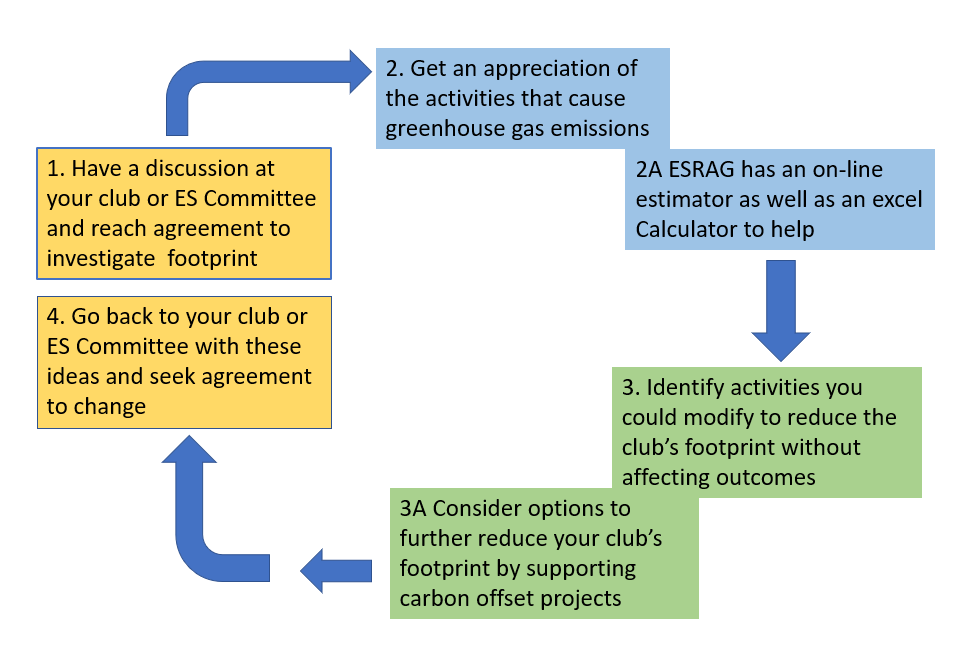 1. Have a discussion at
your club or ES Committee
and reach agreement to
investigate  footprint
2. Get an appreciation of
the activities that cause
greenhouse gas emissions
2A ESRAG has an on-line
estimator as well as an excel
Calculator to help
3. Identify activities you
could modify to reduce the
club’s footprint without
affecting outcomes
3A Consider options to
further reduce your club’s
footprint by supporting
carbon offset projects
4. Go back to your club or
ES Committee with these
ideas and seek agreement
to change